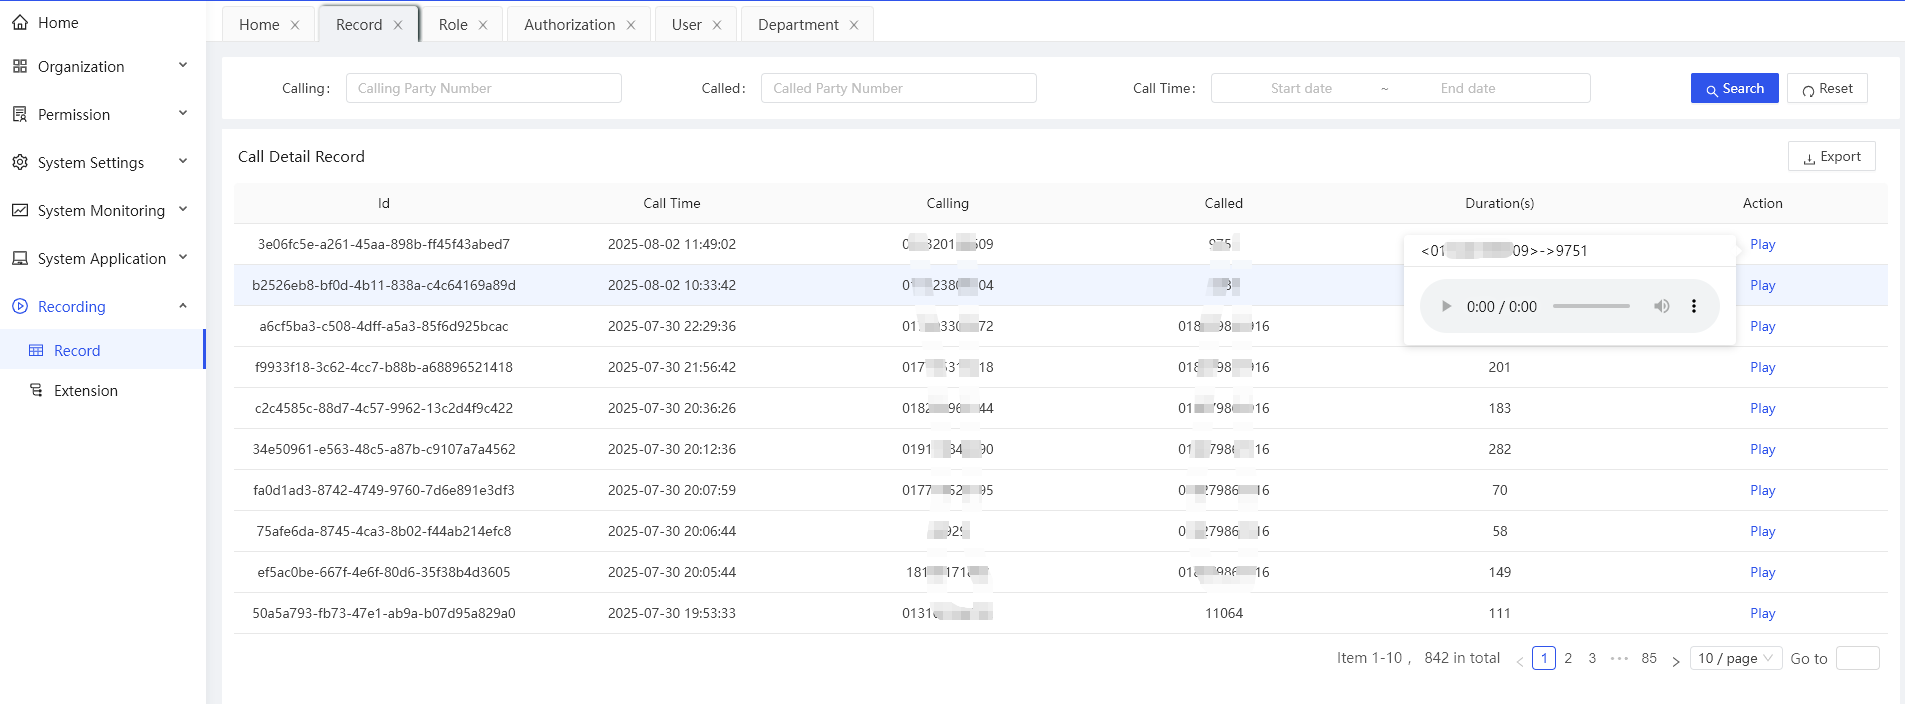 Home
Organization
Permission
System Settings
System Monitoring
System Application
Recording
Record
Extension
Home
Record
Role
Authorization
User
Department
Calling: Calling Party Number
Called: Called Party Number
Call Time: Start date ~ End date
Search
Reset
Call Detail Record
Export
Id Call Time Calling Called Duration(s) Action
3e06fc5e-a261-45aa-898b-ff45f43abed7 2025-08-02 11:49:02 Play
<01 09>->9751
b2526eb8-bf0d-4b11-838a-c4c64169a89d 2025-08-02 10:33:42 Play
0:00 / 0:00
a6cf5ba3-c508-4dff-a5a3-85f6d925bcac 2025-07-30 22:29:36 Play
f9933f18-3c62-4cc7-b88b-a68896521418 2025-07-30 21:56:42 201 Play
c2c4585c-88d7-4c57-9962-13c2d4f9c422 2025-07-30 20:36:26 183 Play
34e50961-e563-48c5-a87b-c9107a7a4562 2025-07-30 20:12:36 282 Play
fa0d1ad3-8742-4749-9760-7d6e891e3df3 2025-07-30 20:07:59 70 Play
75afe6da-8745-4ca3-8b02-f44ab214efc8 2025-07-30 20:06:44 58 Play
ef5ac0be-667f-4e6f-80d6-35f38b4d3605 2025-07-30 20:05:44 149 Play
50a5a793-fb73-47e1-ab9a-b07d95a829a0 2025-07-30 19:53:33 11064 111 Play
Item 1-10 , 842 in total < 1 2 3 ••• 85 > 10 / page Go to